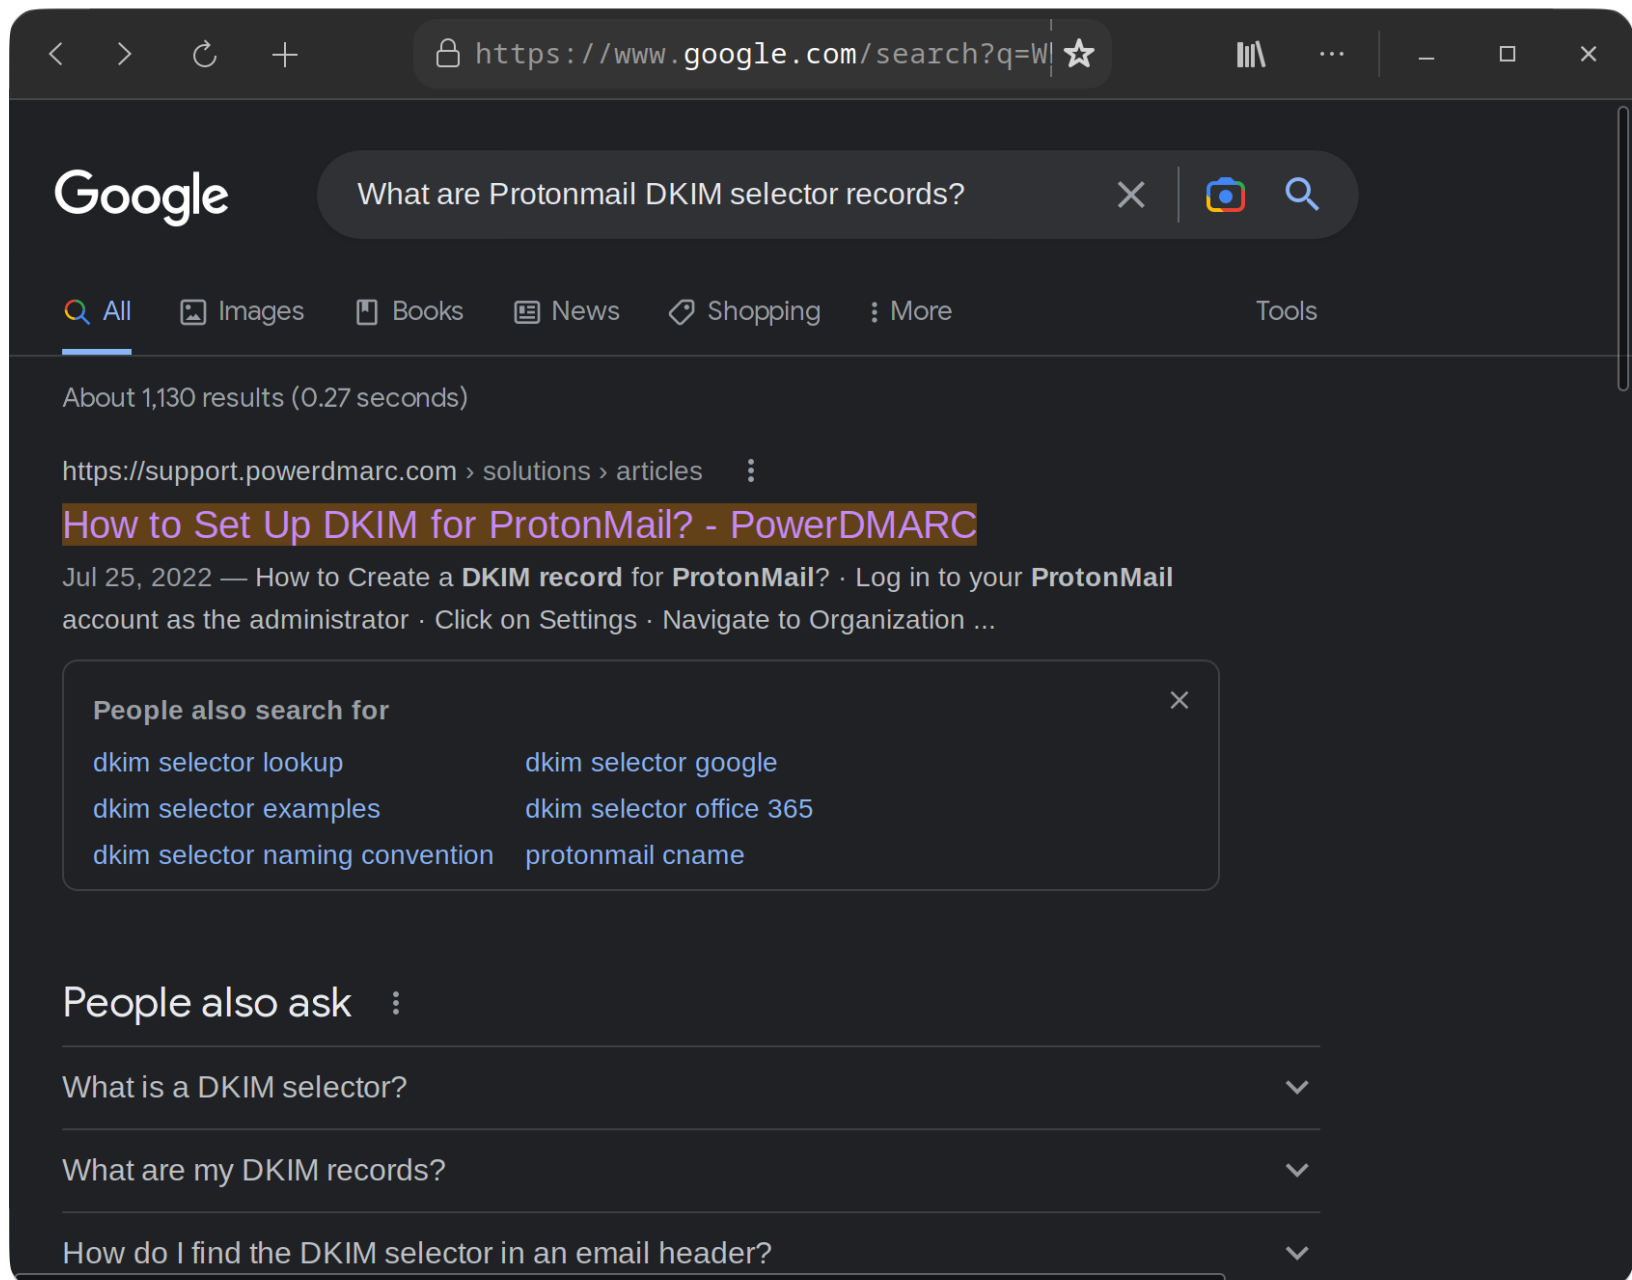 https://www.google.com/search?q=W
Google
What are Protonmail DKIM selector records?
All Images Books News Shopping More Tools
About 1,130 results (0.27 seconds)
https://support.powerdmarc.com › solutions › articles
How to Set Up DKIM for ProtonMail? - PowerDMARC
Jul 25, 2022 — How to Create a DKIM record for ProtonMail? · Log in to your ProtonMail
account as the administrator · Click on Settings · Navigate to Organization ...
People also search for
dkim selector lookup dkim selector google
dkim selector examples dkim selector office 365
dkim selector naming convention protonmail cname
People also ask
What is a DKIM selector?
What are my DKIM records?
How do I find the DKIM selector in an email header?